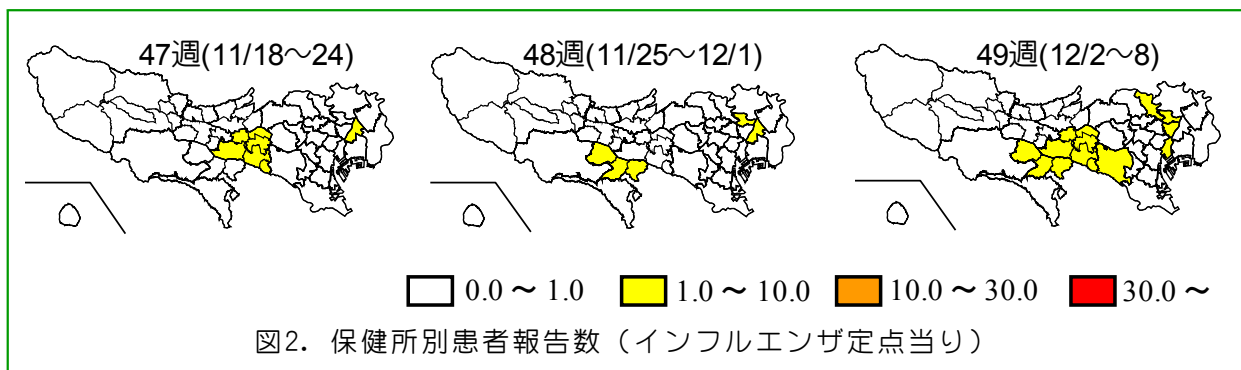 47週(11/18～24)
48週(11/25～12/1)
49週(12/2～8)
0.0 ～ 1.0
1.0 ～ 10.0
10.0 ～ 30.0
30.0 ～
図2. 保健所別患者報告数（インフルエンザ定点当り）